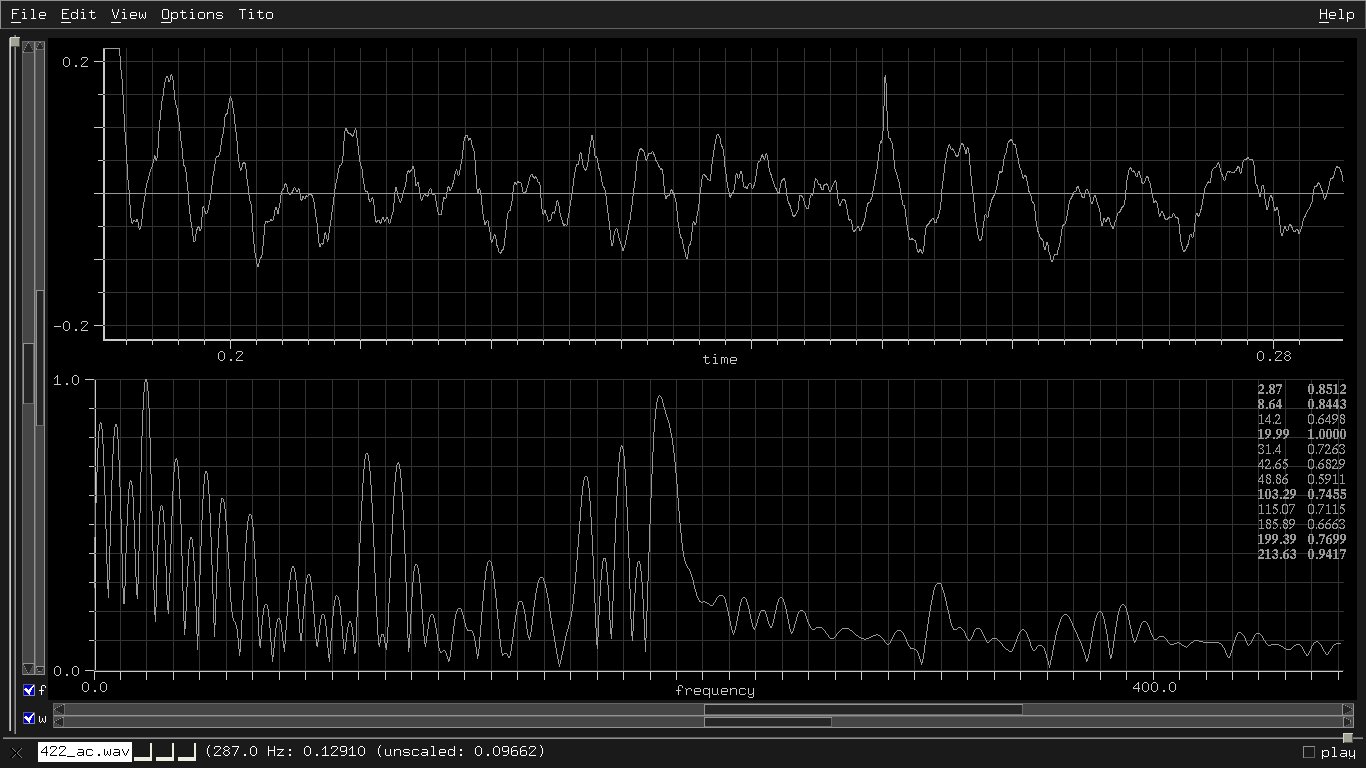 File Edit View Options Tito Help
0.2
-0.2
0.2 time 0.28
1.0
2.87 0.8512
8.64 0.8443
14.2 0.6498
19.99 1.0000
31.4 0.7263
42.65 0.6829
48.86 0.5911
103.29 0.7455
115.07 0.7115
185.89 0.6663
199.39 0.7699
213.63 0.9417
0.0
0.0 frequency 400.0
f
w
422_ac.wav (287.0 Hz: 0.12910 (unscaled: 0.09662) play